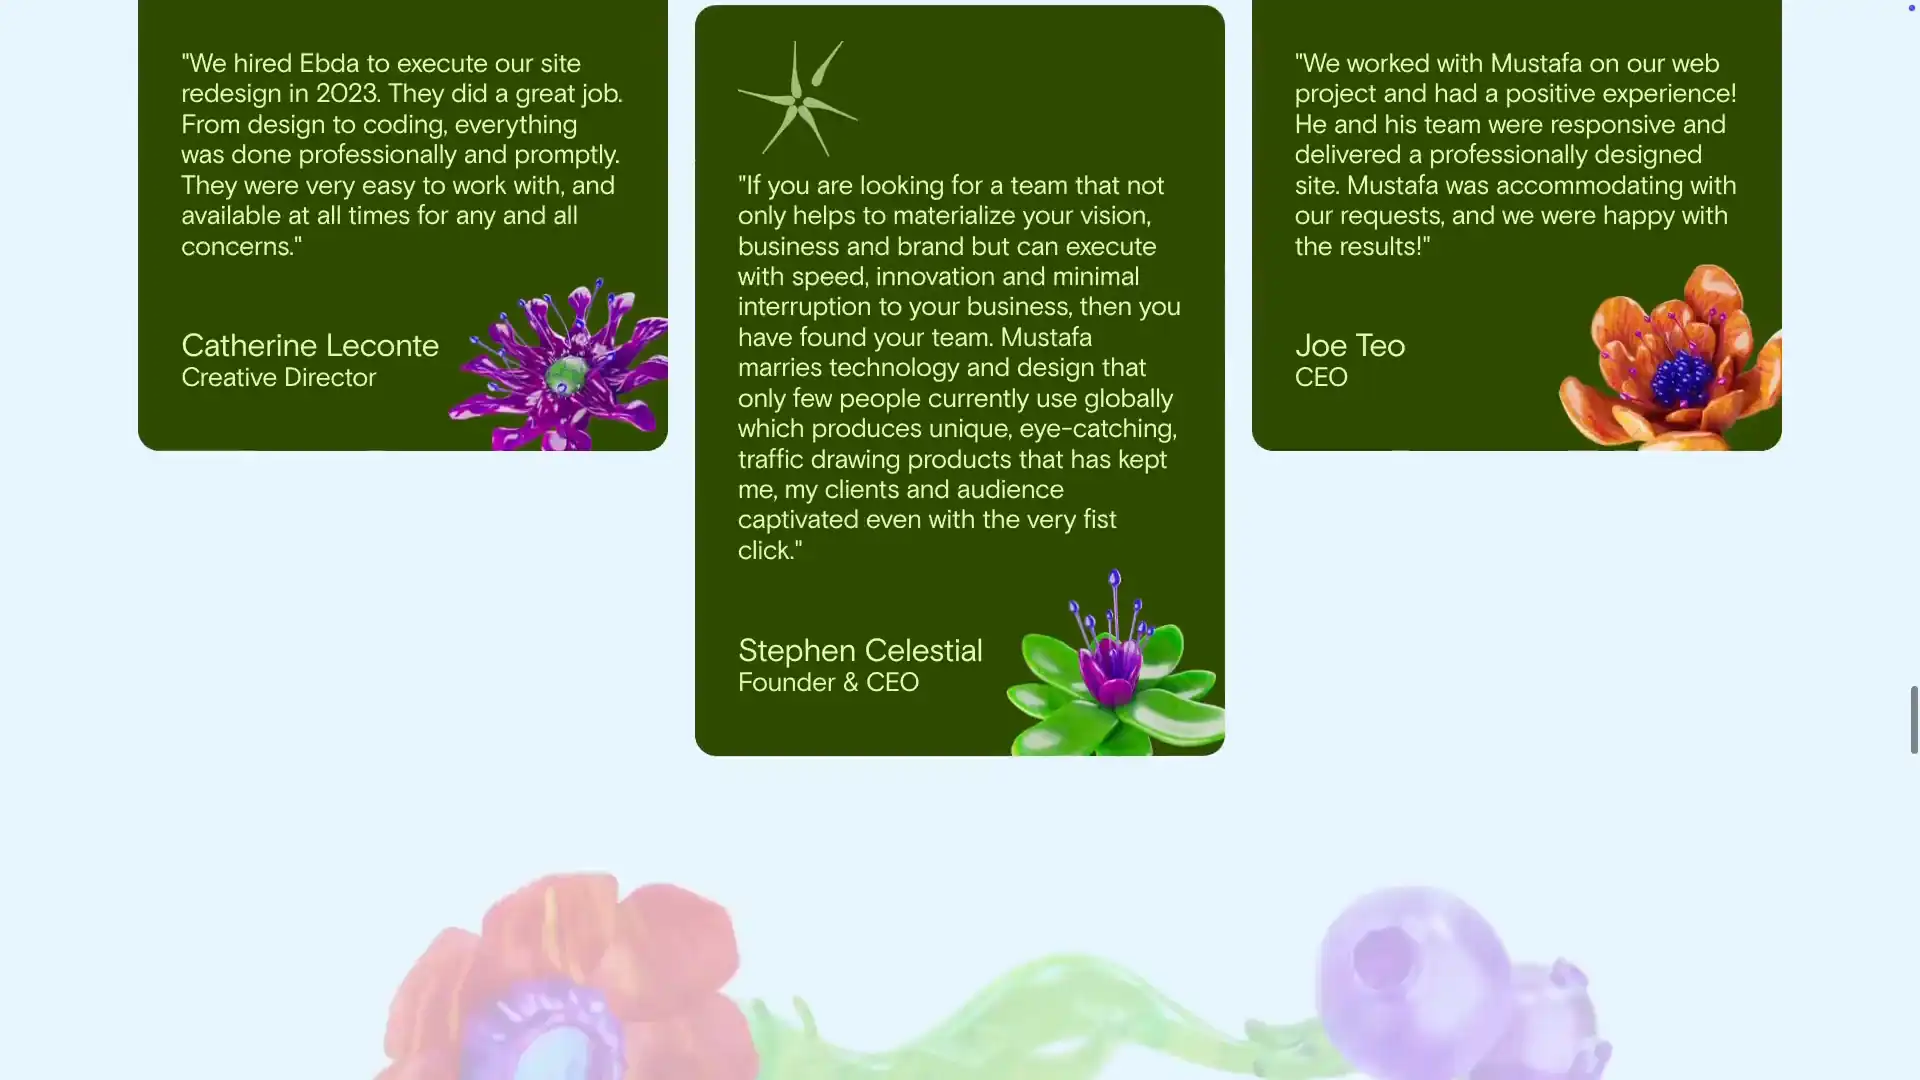 "We hired Ebda to execute our site
redesign in 2023. They did a great job.
From design to coding, everything
was done professionally and promptly.
They were very easy to work with, and
available at all times for any and all
concerns."
Catherine Leconte
Creative Director
"If you are looking for a team that not
only helps to materialize your vision,
business and brand but can execute
with speed, innovation and minimal
interruption to your business, then you
have found your team. Mustafa
marries technology and design that
only few people currently use globally
which produces unique, eye-catching,
traffic drawing products that has kept
me, my clients and audience
captivated even with the very fist
click."
Stephen Celestial
Founder & CEO
"We worked with Mustafa on our web
project and had a positive experience!
He and his team were responsive and
delivered a professionally designed
site. Mustafa was accommodating with
our requests, and we were happy with
the results!"
Joe Teo
CEO